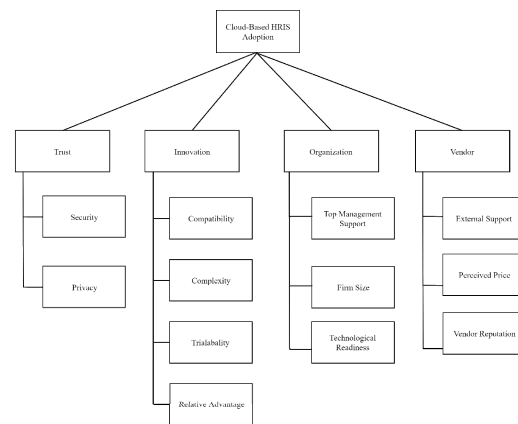 Cloud-Based HRIS
Adoption
Trust
Innovation
Organization
Vendor
Security
Privacy
Compatibility
Complexity
Trialabality
Relative Advantage
Top Management
Support
Firm Size
Technological
Readiness
External Support
Perceived Price
Vendor Reputation